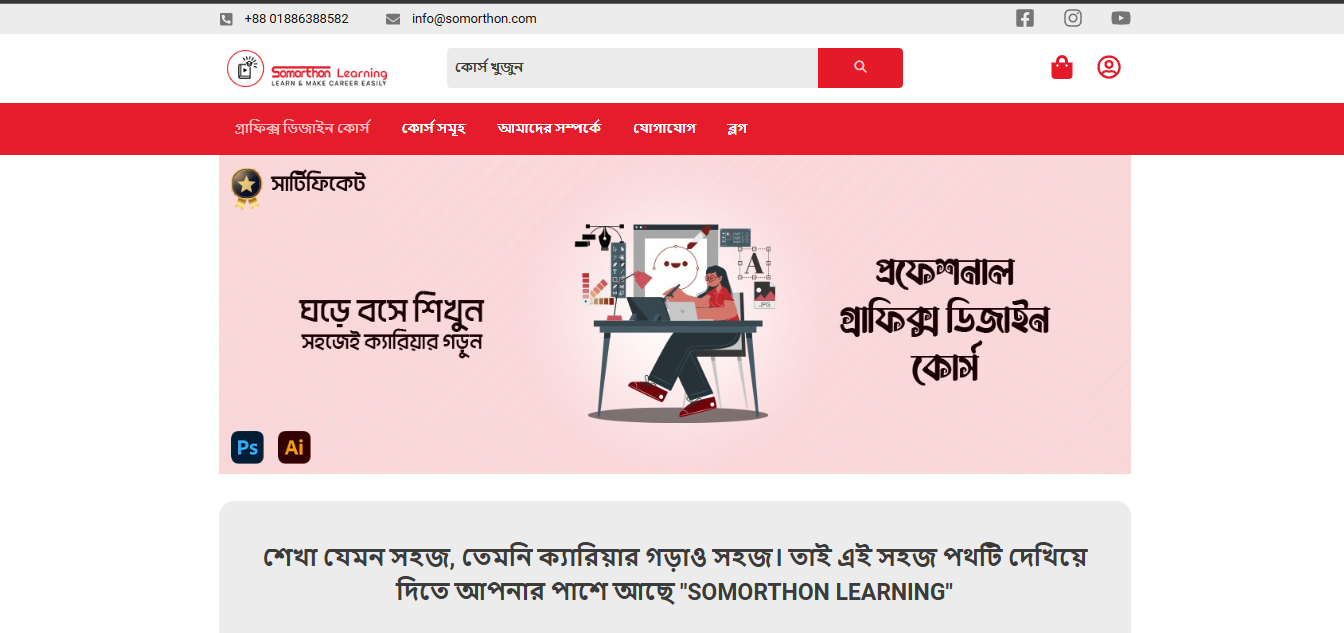 +88 01886388582 info@somorthon.com
Somorthon Learning
LEARN & MAKE CAREER EASILY
কোর্স খুজুন
গ্রাফিক্স ডিজাইন কোর্স কোর্স সমূহ আমাদের সম্পর্কে যোগাযোগ ব্লগ
সার্টিফিকেট
ঘড়ে বসে শিখুন
সহজেই ক্যারিয়ার গড়ুন
A
JPG
প্রফেশনাল
গ্রাফিক্স ডিজাইন
কোর্স
Ps Ai
শেখা যেমন সহজ, তেমনি ক্যারিয়ার গড়াও সহজ। তাই এই সহজ পথটি দেখিয়ে
দিতে আপনার পাশে আছে "SOMORTHON LEARNING"